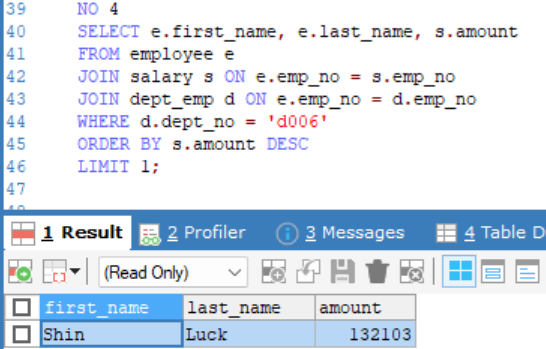 39 NO 4
40 SELECT e.first_name, e.last_name, s.amount
41 FROM employee e
42 JOIN salary s ON e.emp_no = s.emp_no
43 JOIN dept_emp d ON e.emp_no = d.emp_no
44 WHERE d.dept_no = 'd006'
45 ORDER BY s.amount DESC
46 LIMIT 1;
47
1 Result 2 Profiler 3 Messages 4 Table D
(Read Only)
first_name last_name amount
Shin Luck 132103